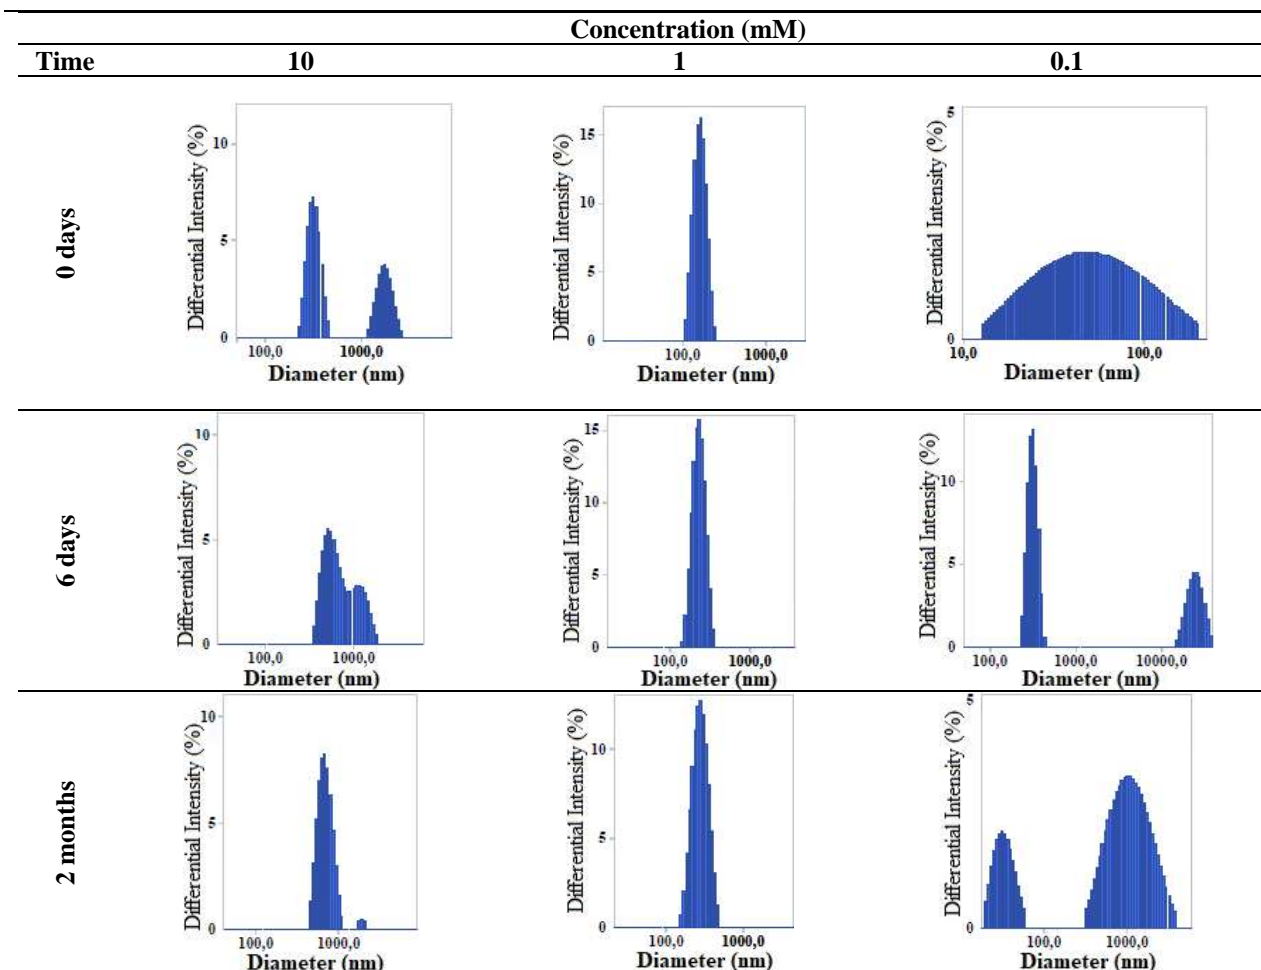 Concentration (mM)
Time 10 1 0.1
0 days
Differential Intensity (%)
10
5
0
100,0 1000,0
Diameter (nm)
Differential Intensity (%)
15
10
5
0
100,0 1000,0
Diameter (nm)
Differential Intensity (%)
5
0
10,0 100,0
Diameter (nm)
6 days
Differential Intensity (%)
10
5
0
100,0 1000,0
Diameter (nm)
Differential Intensity (%)
15
10
5
0
100,0 1000,0
Diameter (nm)
Differential Intensity (%)
10
5
0
100,0 1000,0 10000,0
Diameter (nm)
2 months
Differential Intensity (%)
10
5
0
100,0 1000,0
Diameter (nm)
Differential Intensity (%)
10
5
0
100,0 1000,0
Diameter (nm)
Differential Intensity (%)
5
0
100,0 1000,0
Diameter (nm)